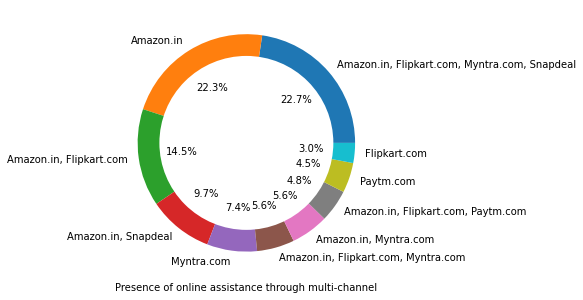 Amazon.in
Amazon.in, Flipkart.com, Myntra.com, Snapdeal
22.3%
22.7%
Amazon.in, Flipkart.com
14.5%
3.0%
Flipkart.com
4.5%
Paytm.com
4.8%
9.7%
5.6%
7.4%
5.6%
Amazon.in, Flipkart.com, Paytm.com
Amazon.in, Snapdeal
Amazon.in, Myntra.com
Myntra.com
Amazon.in, Flipkart.com, Myntra.com
Presence of online assistance through multi-channel